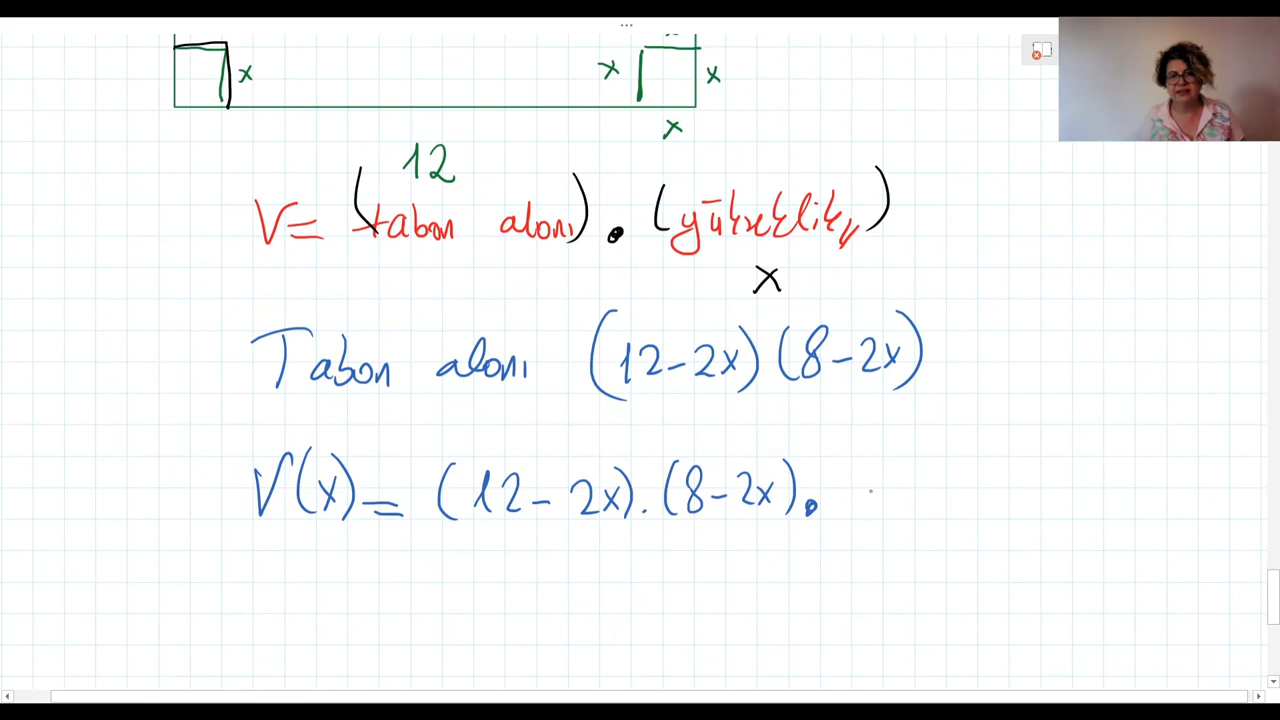 x x x
x
12
V= (taban alanı) . (yükseklik)
x
Taban alanı (12-2x)(8-2x)
V(x)= (12-2x).(8-2x).